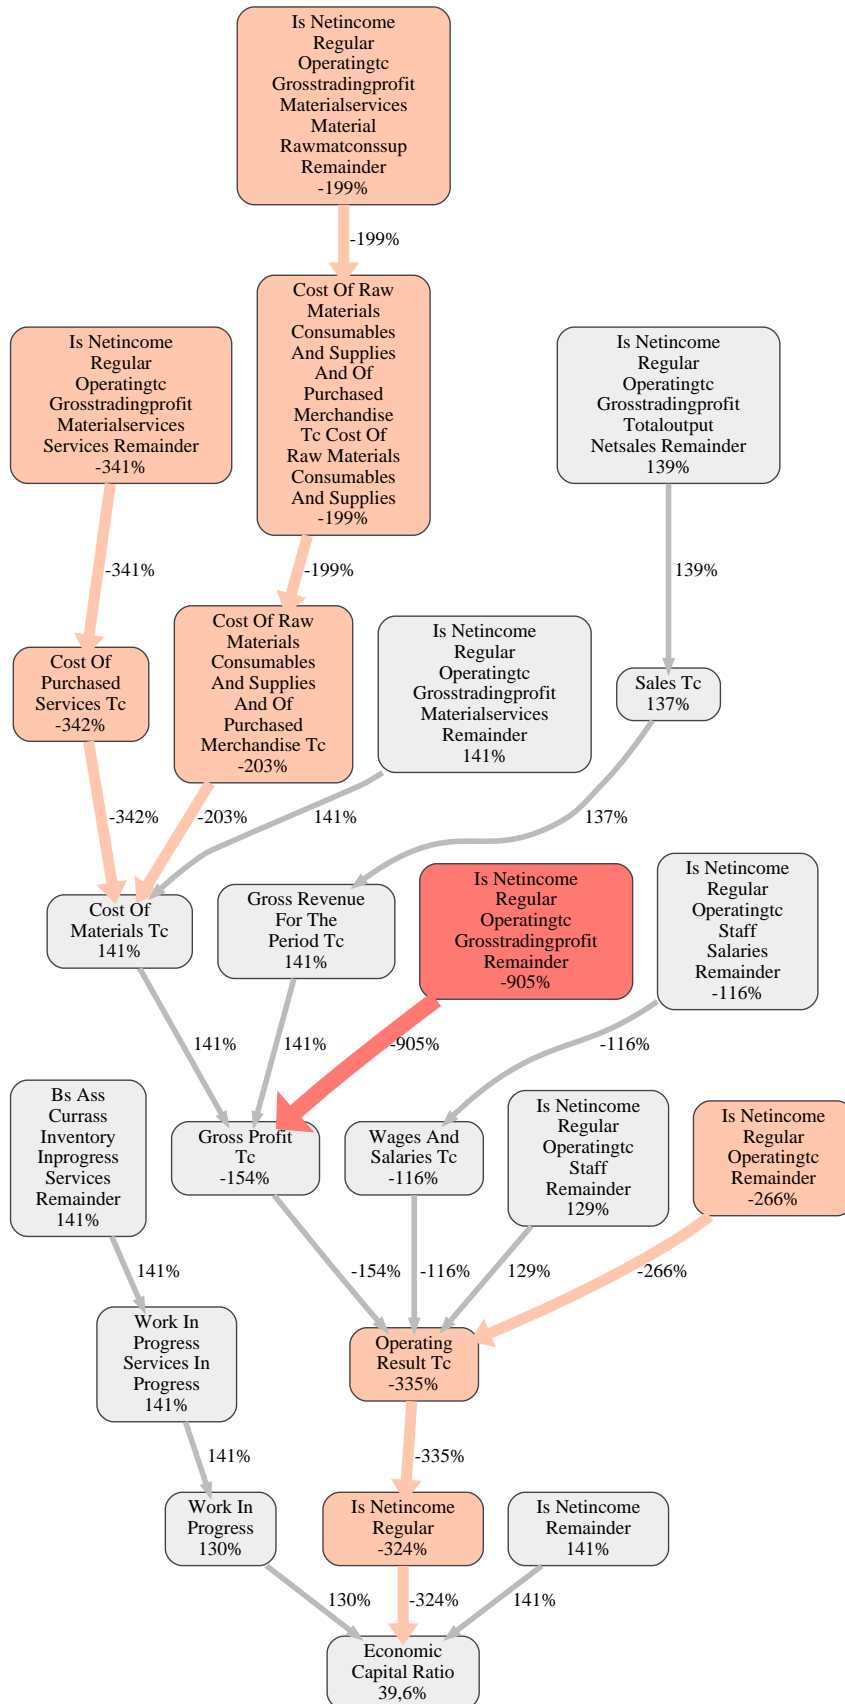 Is Netincome
Regular
Operatingtc
Grosstradingprofit
Materialservices
Material
Rawmatconssup
Remainder
-199%
-199%
Cost Of Raw
Materials
Consumables
And Supplies
And Of
Purchased
Merchandise
Tc Cost Of
Raw Materials
Consumables
And Supplies
-199%
Is Netincome
Regular
Operatingtc
Grosstradingprofit
Materialservices
Services Remainder
-341%
Is Netincome
Regular
Operatingtc
Grosstradingprofit
Totaloutput
Netsales Remainder
139%
-341%
-199%
139%
Cost Of
Purchased
Services Tc
-342%
Cost Of Raw
Materials
Consumables
And Supplies
And Of
Purchased
Merchandise Tc
-203%
Is Netincome
Regular
Operatingtc
Grosstradingprofit
Materialservices
Remainder
141%
Sales Tc
137%
-342%
-203%
141%
137%
Cost Of
Materials Tc
141%
Gross Revenue
For The
Period Tc
141%
Is Netincome
Regular
Operatingtc
Grosstradingprofit
Remainder
-905%
Is Netincome
Regular
Operatingtc
Staff
Salaries
Remainder
-116%
141%
141%
-905%
-116%
Bs Ass
Currass
Inventory
Inprogress
Services
Remainder
141%
Gross Profit
Tc
-154%
Wages And
Salaries Tc
-116%
Is Netincome
Regular
Operatingtc
Staff
Remainder
129%
Is Netincome
Regular
Operatingtc
Remainder
-266%
141%
-154%
-116%
129%
-266%
Work In
Progress
Services In
Progress
141%
Operating
Result Tc
-335%
141%
-335%
Work In
Progress
130%
Is Netincome
Regular
-324%
Is Netincome
Remainder
141%
130%
-324%
141%
Economic
Capital Ratio
39,6%